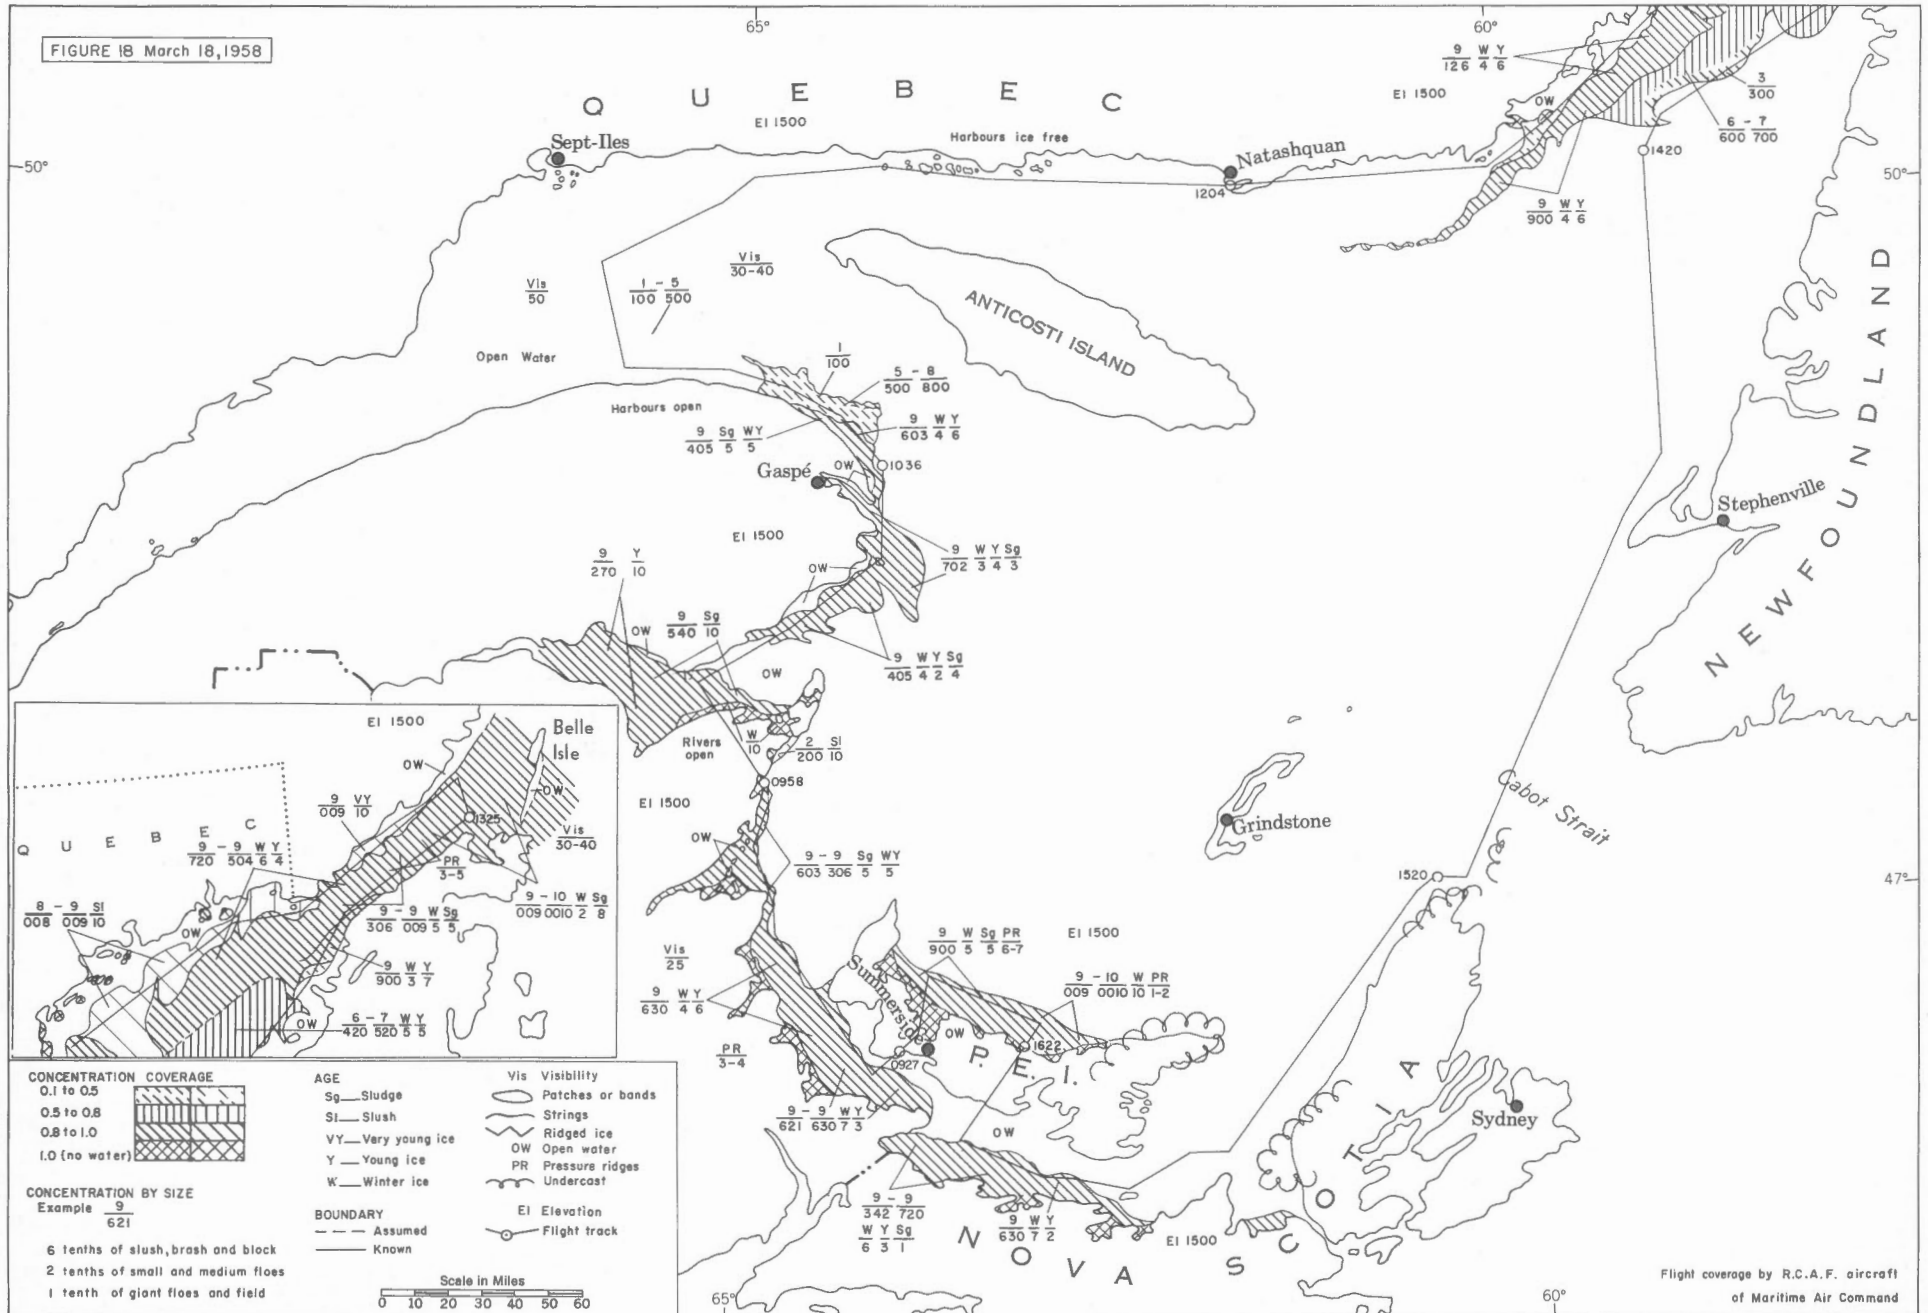 FIGURE 18 March 18, 1958
65°
60°
QUEBEC
EI 1500
Sept-Iles
Harbours ice free
Natashquan
1204
EI 1500
9 W Y
126 4 6
OW
3
300
6 - 7
600 700
1420
50°
50°
9 W Y
900 4 6
Vis
50
1 - 5
100 500
Vis
30-40
ANTICOSTI ISLAND
NEWFOUNDLAND
Open Water
Harbours open
1
100
5 - 8
500 800
9 W Y
603 4 6
9 Sg WY
405 5 5
Gaspé
OW
1036
Stephenville
EI 1500
9 Y
270 10
OW
9 W Y Sg
702 3 4 3
9 Sg
540 10
OW
OW
9 W Y Sg
405 4 2 4
W
10
Rivers
open
2 Sl
200 10
0958
EI 1500
OW
9 - 9 Sg WY
603 306 5 5
Grindstone
Cabot Strait
1520
47°
Vis
25
9 W Y
630 4 6
PR
3-4
Summerside
9 W Sg PR
900 5 5 6-7
EI 1500
9 - 10 W PR
009 0010 10 1-2
OW
P.E.I.
0927
1622
9 - 9 W Y
621 630 7 3
OW
Sydney
9 - 9
342 720
W Y Sg
6 3 1
9 W Y
630 7 2
EI 1500
NOVA SCOTIA
65°
60°
EI 1500
Belle
Isle
OW
OW
9 VY
009 10
1325
Vis
30-40
QUEBEC
9 - 9 W Y
720 504 6 4
PR
3-5
8 - 9 Sl
008 009 10
OW
9 - 9 W Sg
306 009 5 5
9 - 10 W Sg
009 0010 2 8
9 W Y
900 3 7
OW
6 - 7 W Y
420 520 5 5
CONCENTRATION COVERAGE
0.1 to 0.5
0.5 to 0.8
0.8 to 1.0
1.0 (no water)
CONCENTRATION BY SIZE
Example 9
621
6 tenths of slush, brash and block
2 tenths of small and medium floes
1 tenth of giant floes and field
AGE
Sg__Sludge
Sl__Slush
VY__Very young ice
Y__Young ice
W__Winter ice
BOUNDARY
Assumed
Known
Vis Visibility
Patches or bands
Strings
Ridged ice
OW Open water
PR Pressure ridges
Undercast
EI Elevation
Flight track
Scale in Miles
0 10 20 30 40 50 60
Flight coverage by R.C.A.F. aircraft
of Maritime Air Command